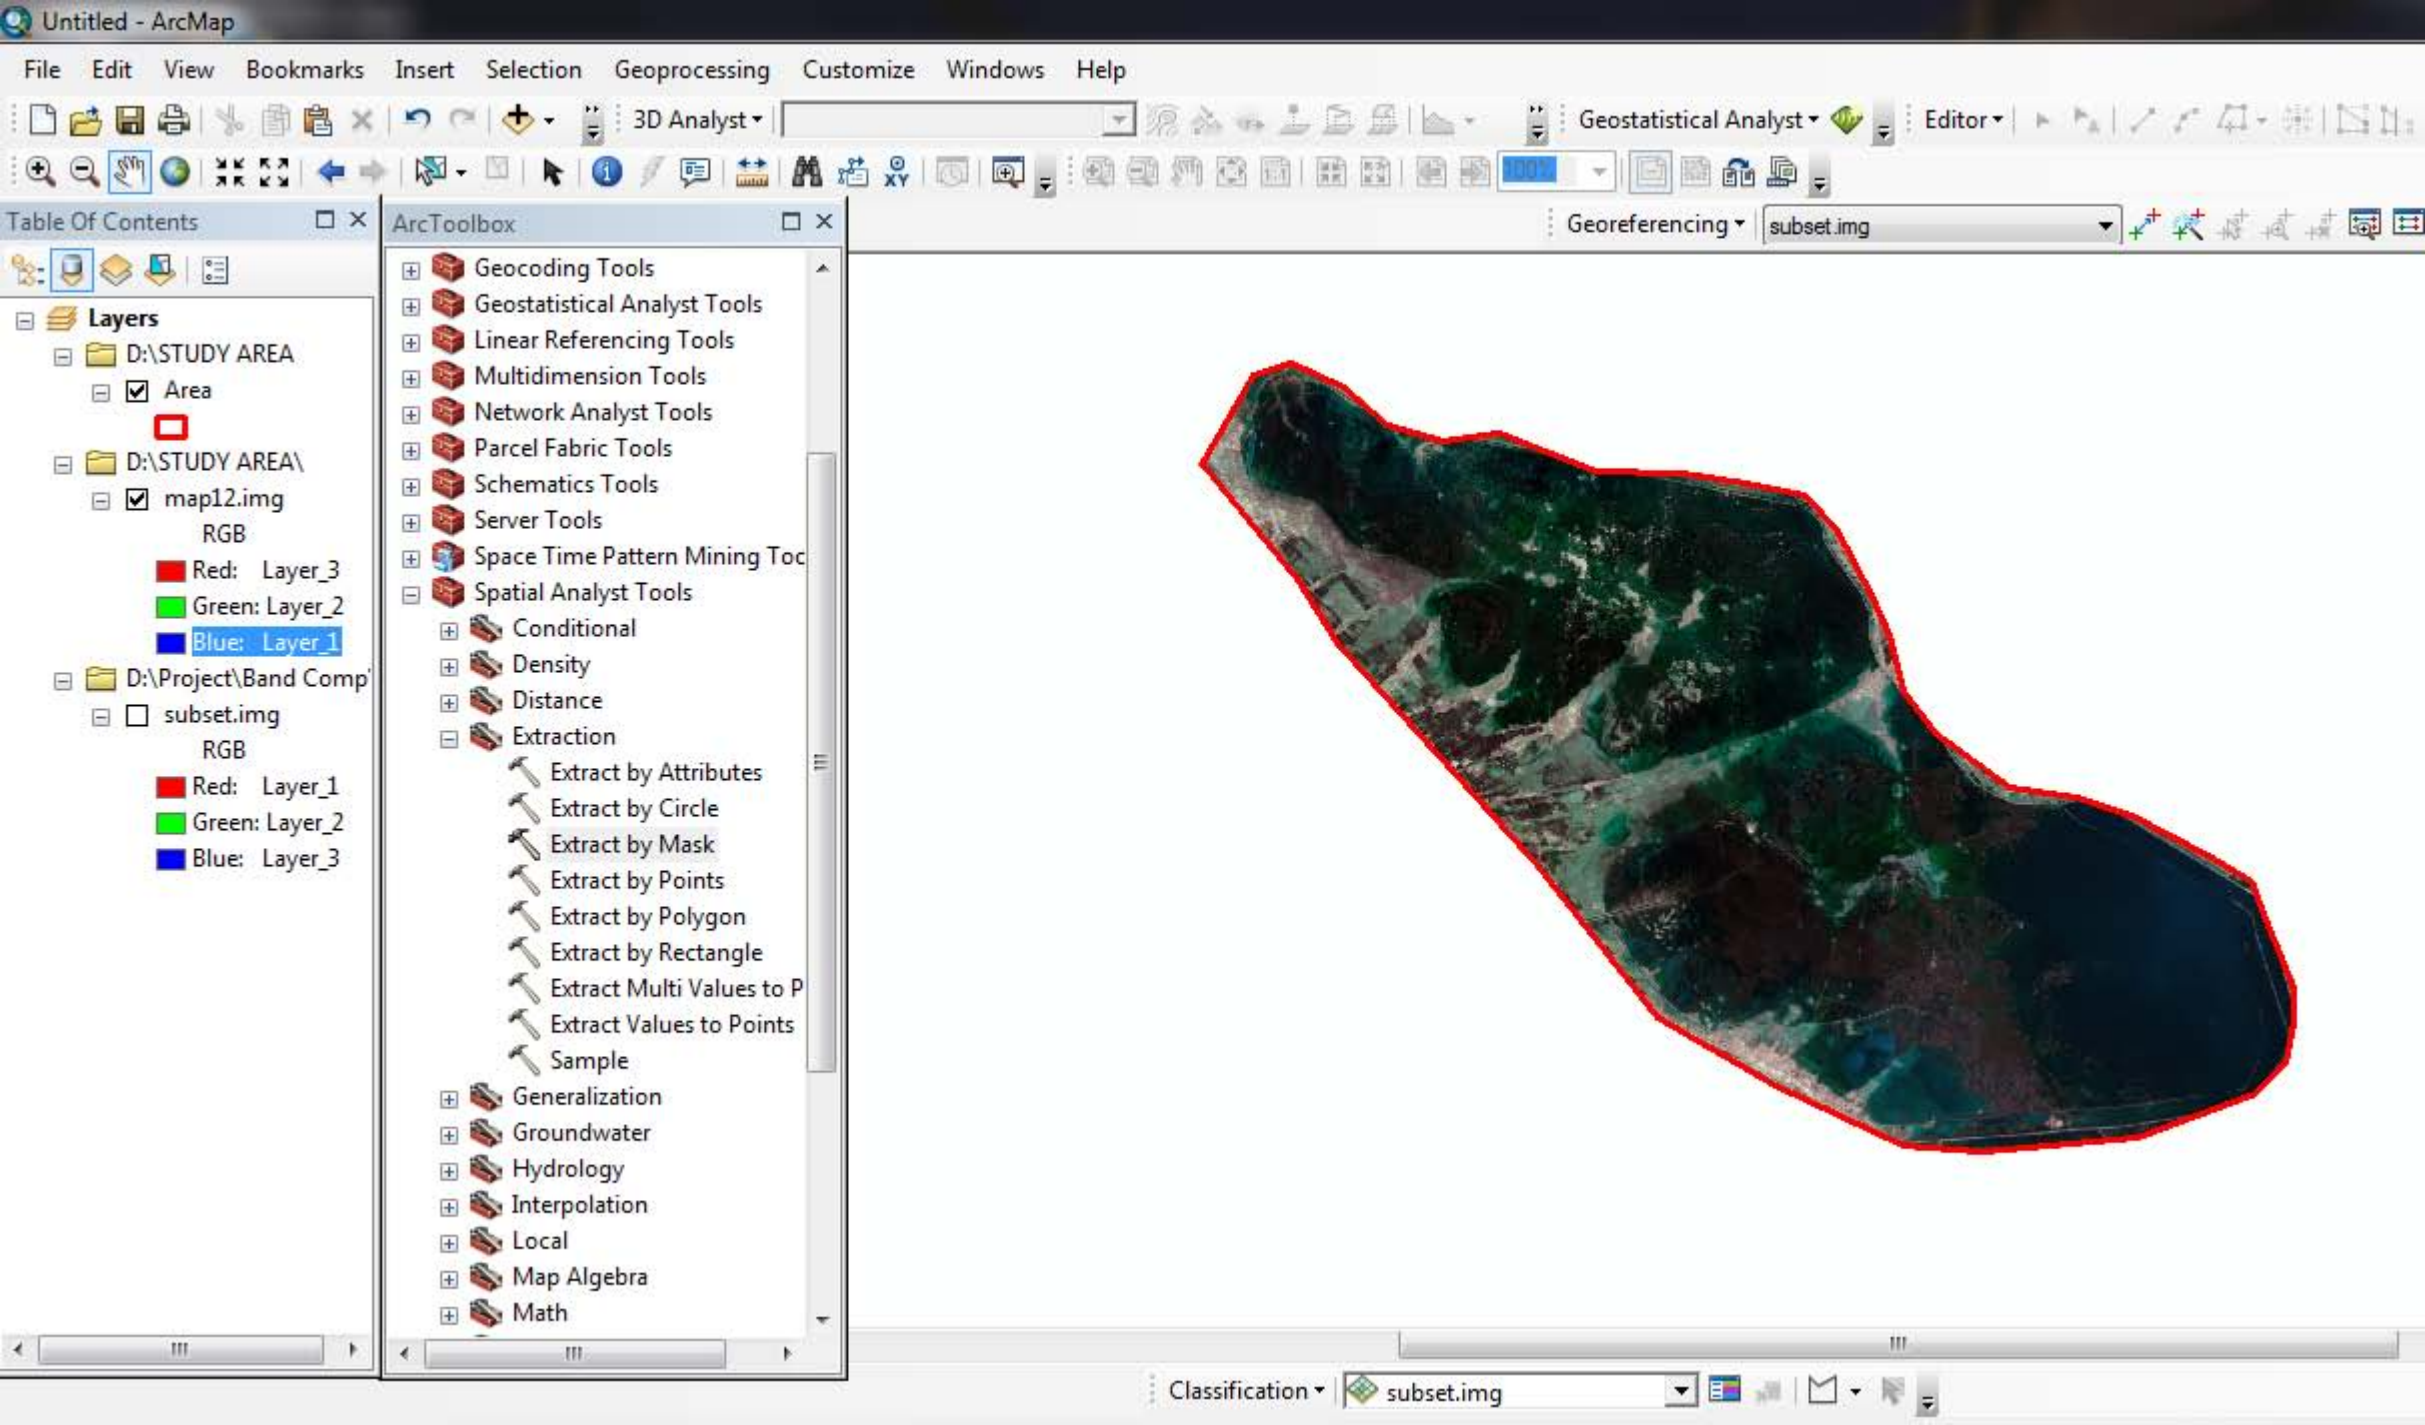 Untitled - ArcMap
File Edit View Bookmarks Insert Selection Geoprocessing Customize Windows Help
3D Analyst Geostatistical Analyst Editor
XY 100%
Table Of Contents
ArcToolbox
Georeferencing subset.img
Layers
D:\STUDY AREA
Area
D:\STUDY AREA\
map12.img
RGB
Red: Layer_3
Green: Layer_2
Blue: Layer_1
D:\Project\Band Comp
subset.img
RGB
Red: Layer_1
Green: Layer_2
Blue: Layer_3
Geocoding Tools
Geostatistical Analyst Tools
Linear Referencing Tools
Multidimension Tools
Network Analyst Tools
Parcel Fabric Tools
Schematics Tools
Server Tools
Space Time Pattern Mining Toc
Spatial Analyst Tools
Conditional
Density
Distance
Extraction
Extract by Attributes
Extract by Circle
Extract by Mask
Extract by Points
Extract by Polygon
Extract by Rectangle
Extract Multi Values to P
Extract Values to Points
Sample
Generalization
Groundwater
Hydrology
Interpolation
Local
Map Algebra
Math
Classification subset.img